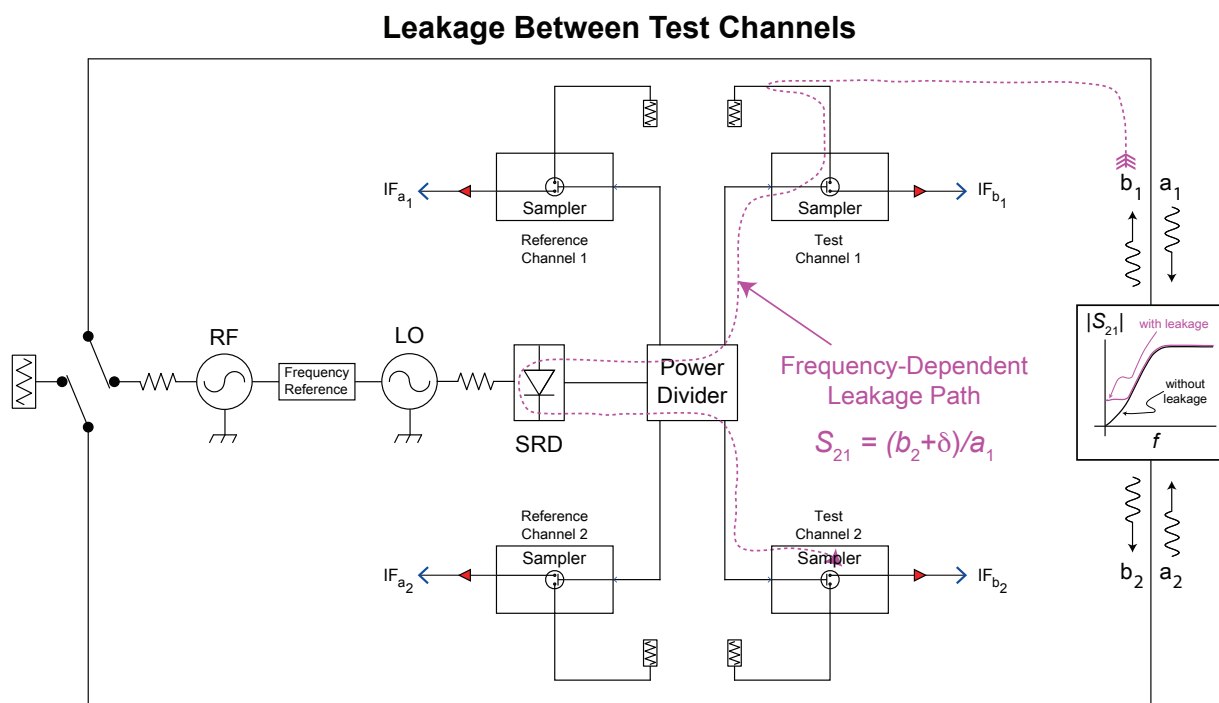 Leakage Between Test Channels
IFa1
Sampler
Reference
Channel 1
Sampler
IFb1
Test
Channel 1
b1
a1
RF
Frequency
Reference
LO
SRD
Power
Divider
Frequency-Dependent
Leakage Path
S21 = (b2+δ)/a1
|S21|
with leakage
without
leakage
f
Reference
Channel 2
Sampler
IFa2
Test
Channel 2
Sampler
IFb2
b2
a2